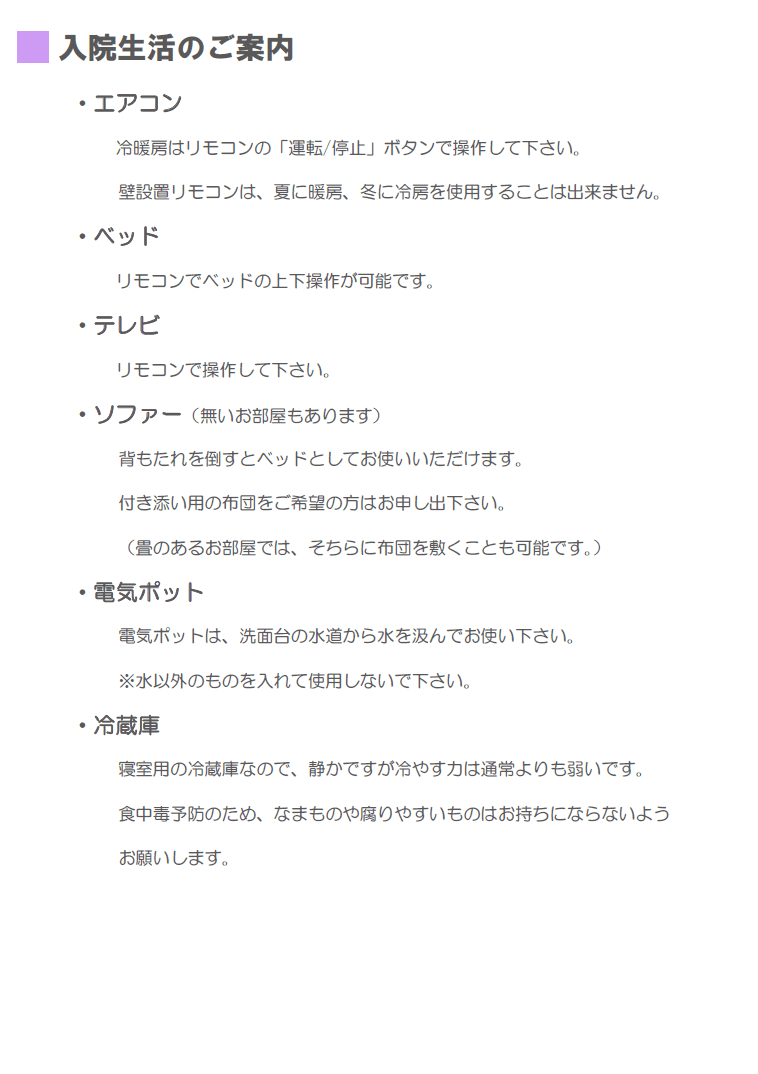 入院生活のご案内
・エアコン
冷暖房はリモコンの「運転/停止」ボタンで操作して下さい。
壁設置リモコンは、夏に暖房、冬に冷房を使用することは出来ません。
・ベッド
リモコンでベッドの上下操作が可能です。
・テレビ
リモコンで操作して下さい。
・ソファー（無いお部屋もあります）
背もたれを倒すとベッドとしてお使いいただけます。
付き添い用の布団をご希望の方はお申し出下さい。
（畳のあるお部屋では、そちらに布団を敷くことも可能です。）
・電気ポット
電気ポットは、洗面台の水道から水を汲んでお使い下さい。
※水以外のものを入れて使用しないで下さい。
・冷蔵庫
寝室用の冷蔵庫なので、静かですが冷やす力は通常よりも弱いです。
食中毒予防のため、なまものや腐りやすいものはお持ちにならないよう
お願いします。